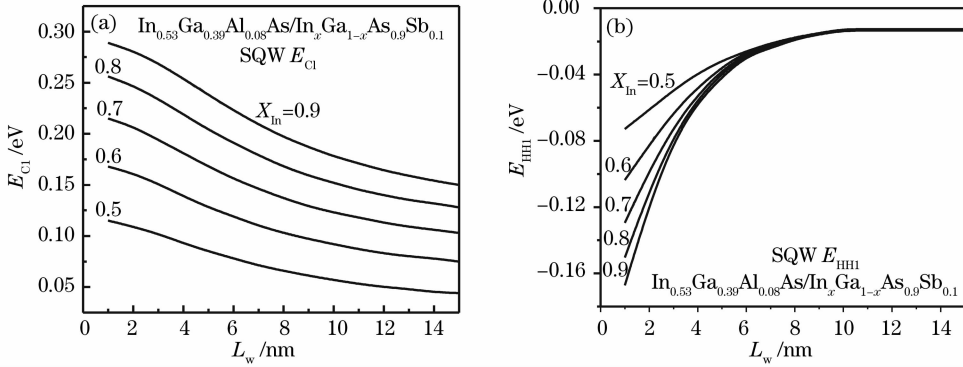 (a) In0.53Ga0.39Al0.08As/InxGa1−xAs0.9Sb0.1
SQW EC1
XIn=0.9
0.8
0.7
0.6
0.5
0.30
0.25
0.20
0.15
0.10
0.05
EC1 /eV
0 2 4 6 8 10 12 14
Lw /nm
(b)
XIn=0.5
0.6
0.7
0.8
0.9
SQW EHH1
In0.53Ga0.39Al0.08As/InxGa1−xAs0.9Sb0.1
0.00
−0.04
−0.08
−0.12
−0.16
EHH1 /eV
0 2 4 6 8 10 12 14
Lw /nm